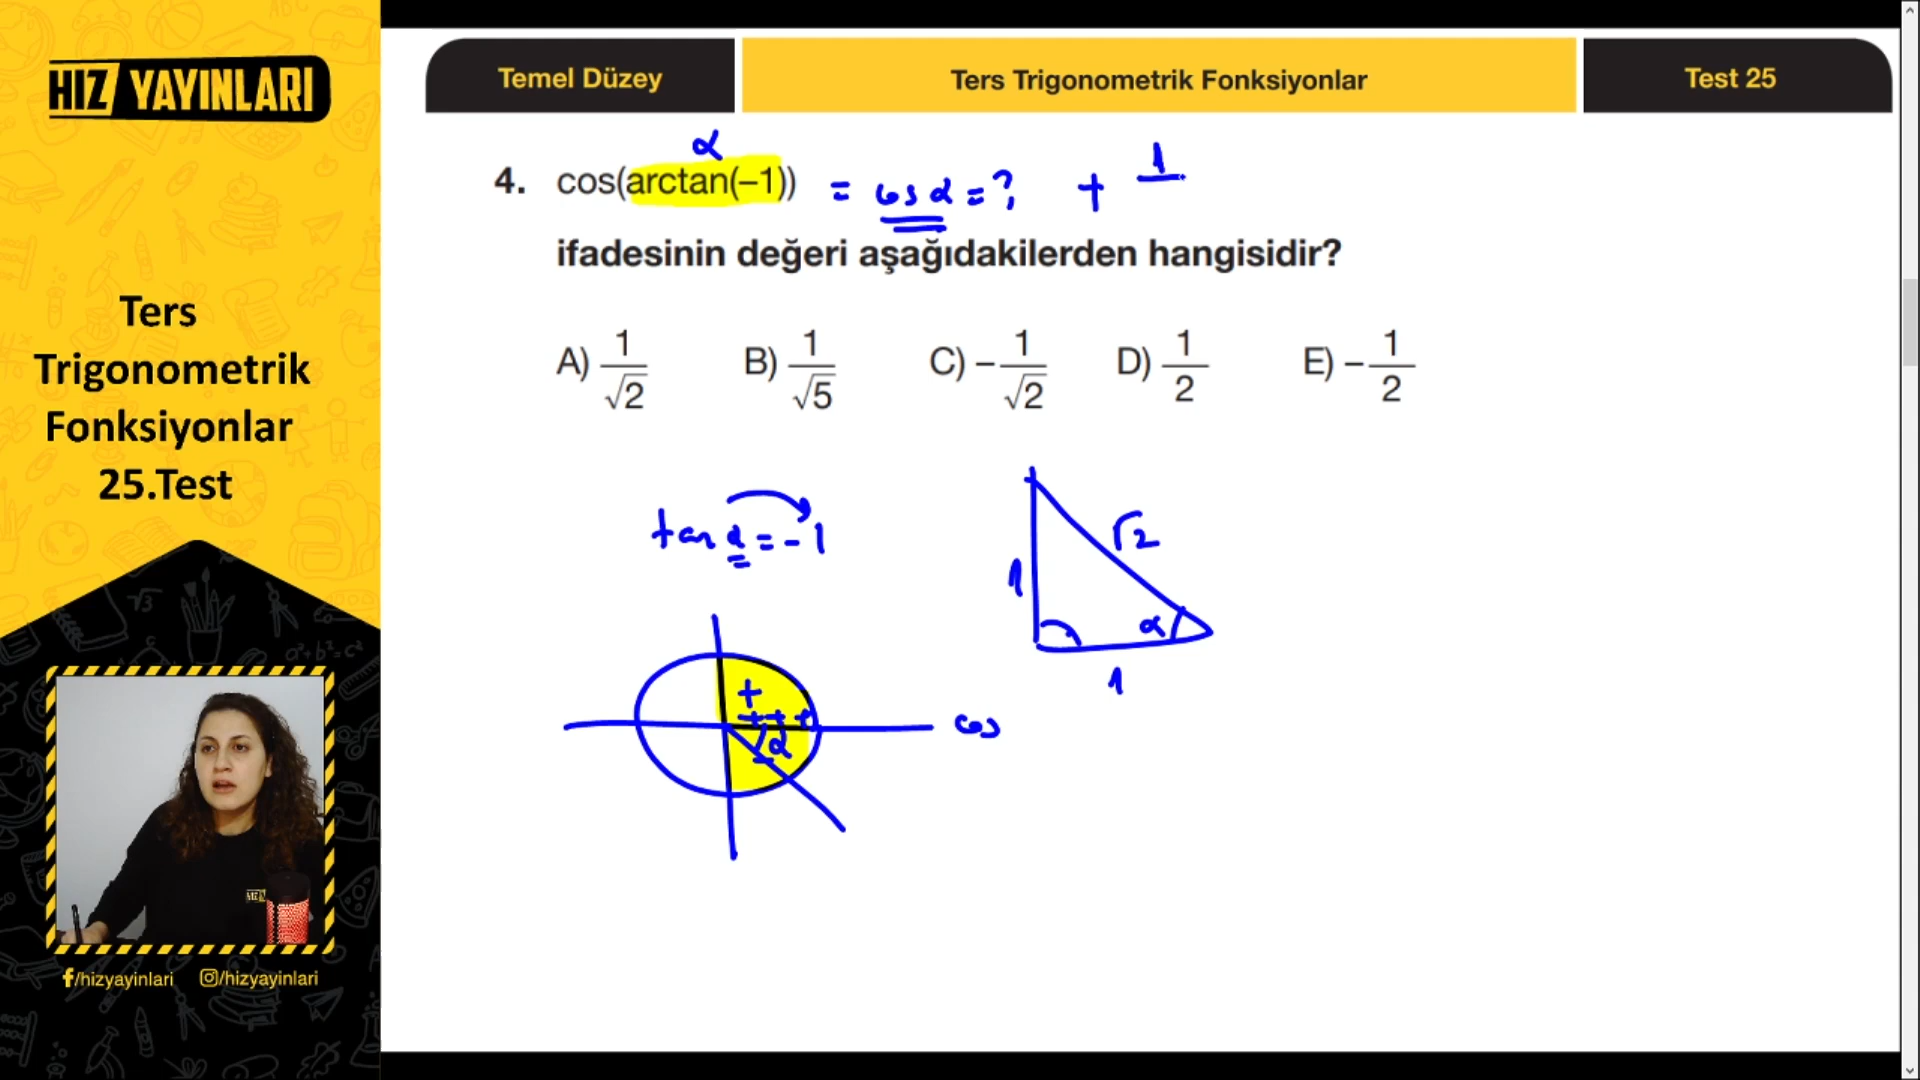 HIZ YAYINLARI
Ters
Trigonometrik
Fonksiyonlar
25.Test
f/hizyayinlari /hizyayinlari
Temel Düzey
Ters Trigonometrik Fonksiyonlar
Test 25
α
4. cos(arctan(–1)) = cos α = ? + 1
ifadesinin değeri aşağıdakilerden hangisidir?
A) 1/√2 B) 1/√5 C) –1/√2 D) 1/2 E) –1/2
tan α = -1
√2
1
α
1
+
+ + +
α
cos